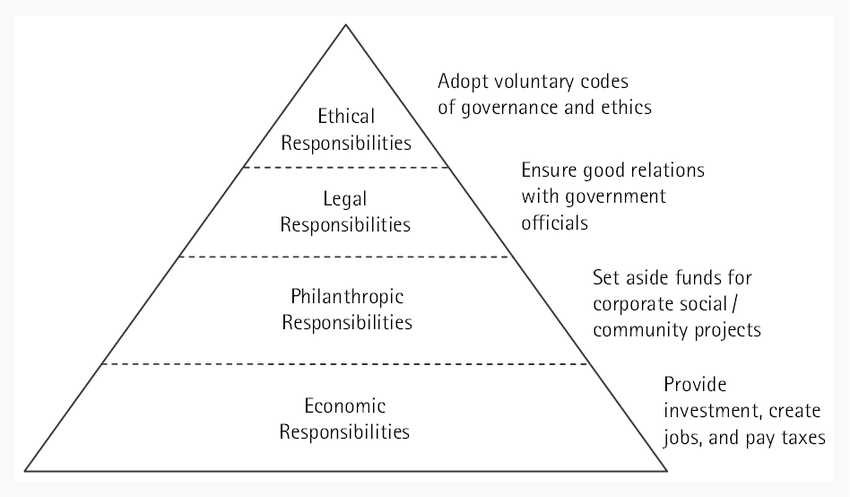 Adopt voluntary codes
of governance and ethics
Ethical
Responsibilities
Ensure good relations
with government
officials
Legal
Responsibilities
Set aside funds for
corporate social /
community projects
Philanthropic
Responsibilities
Provide
investment, create
jobs, and pay taxes
Economic
Responsibilities